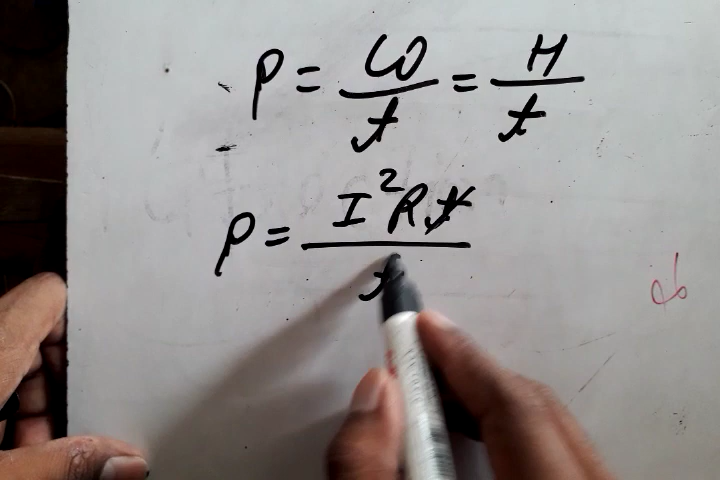 P = W/t = H/t
P = I²Rt/t